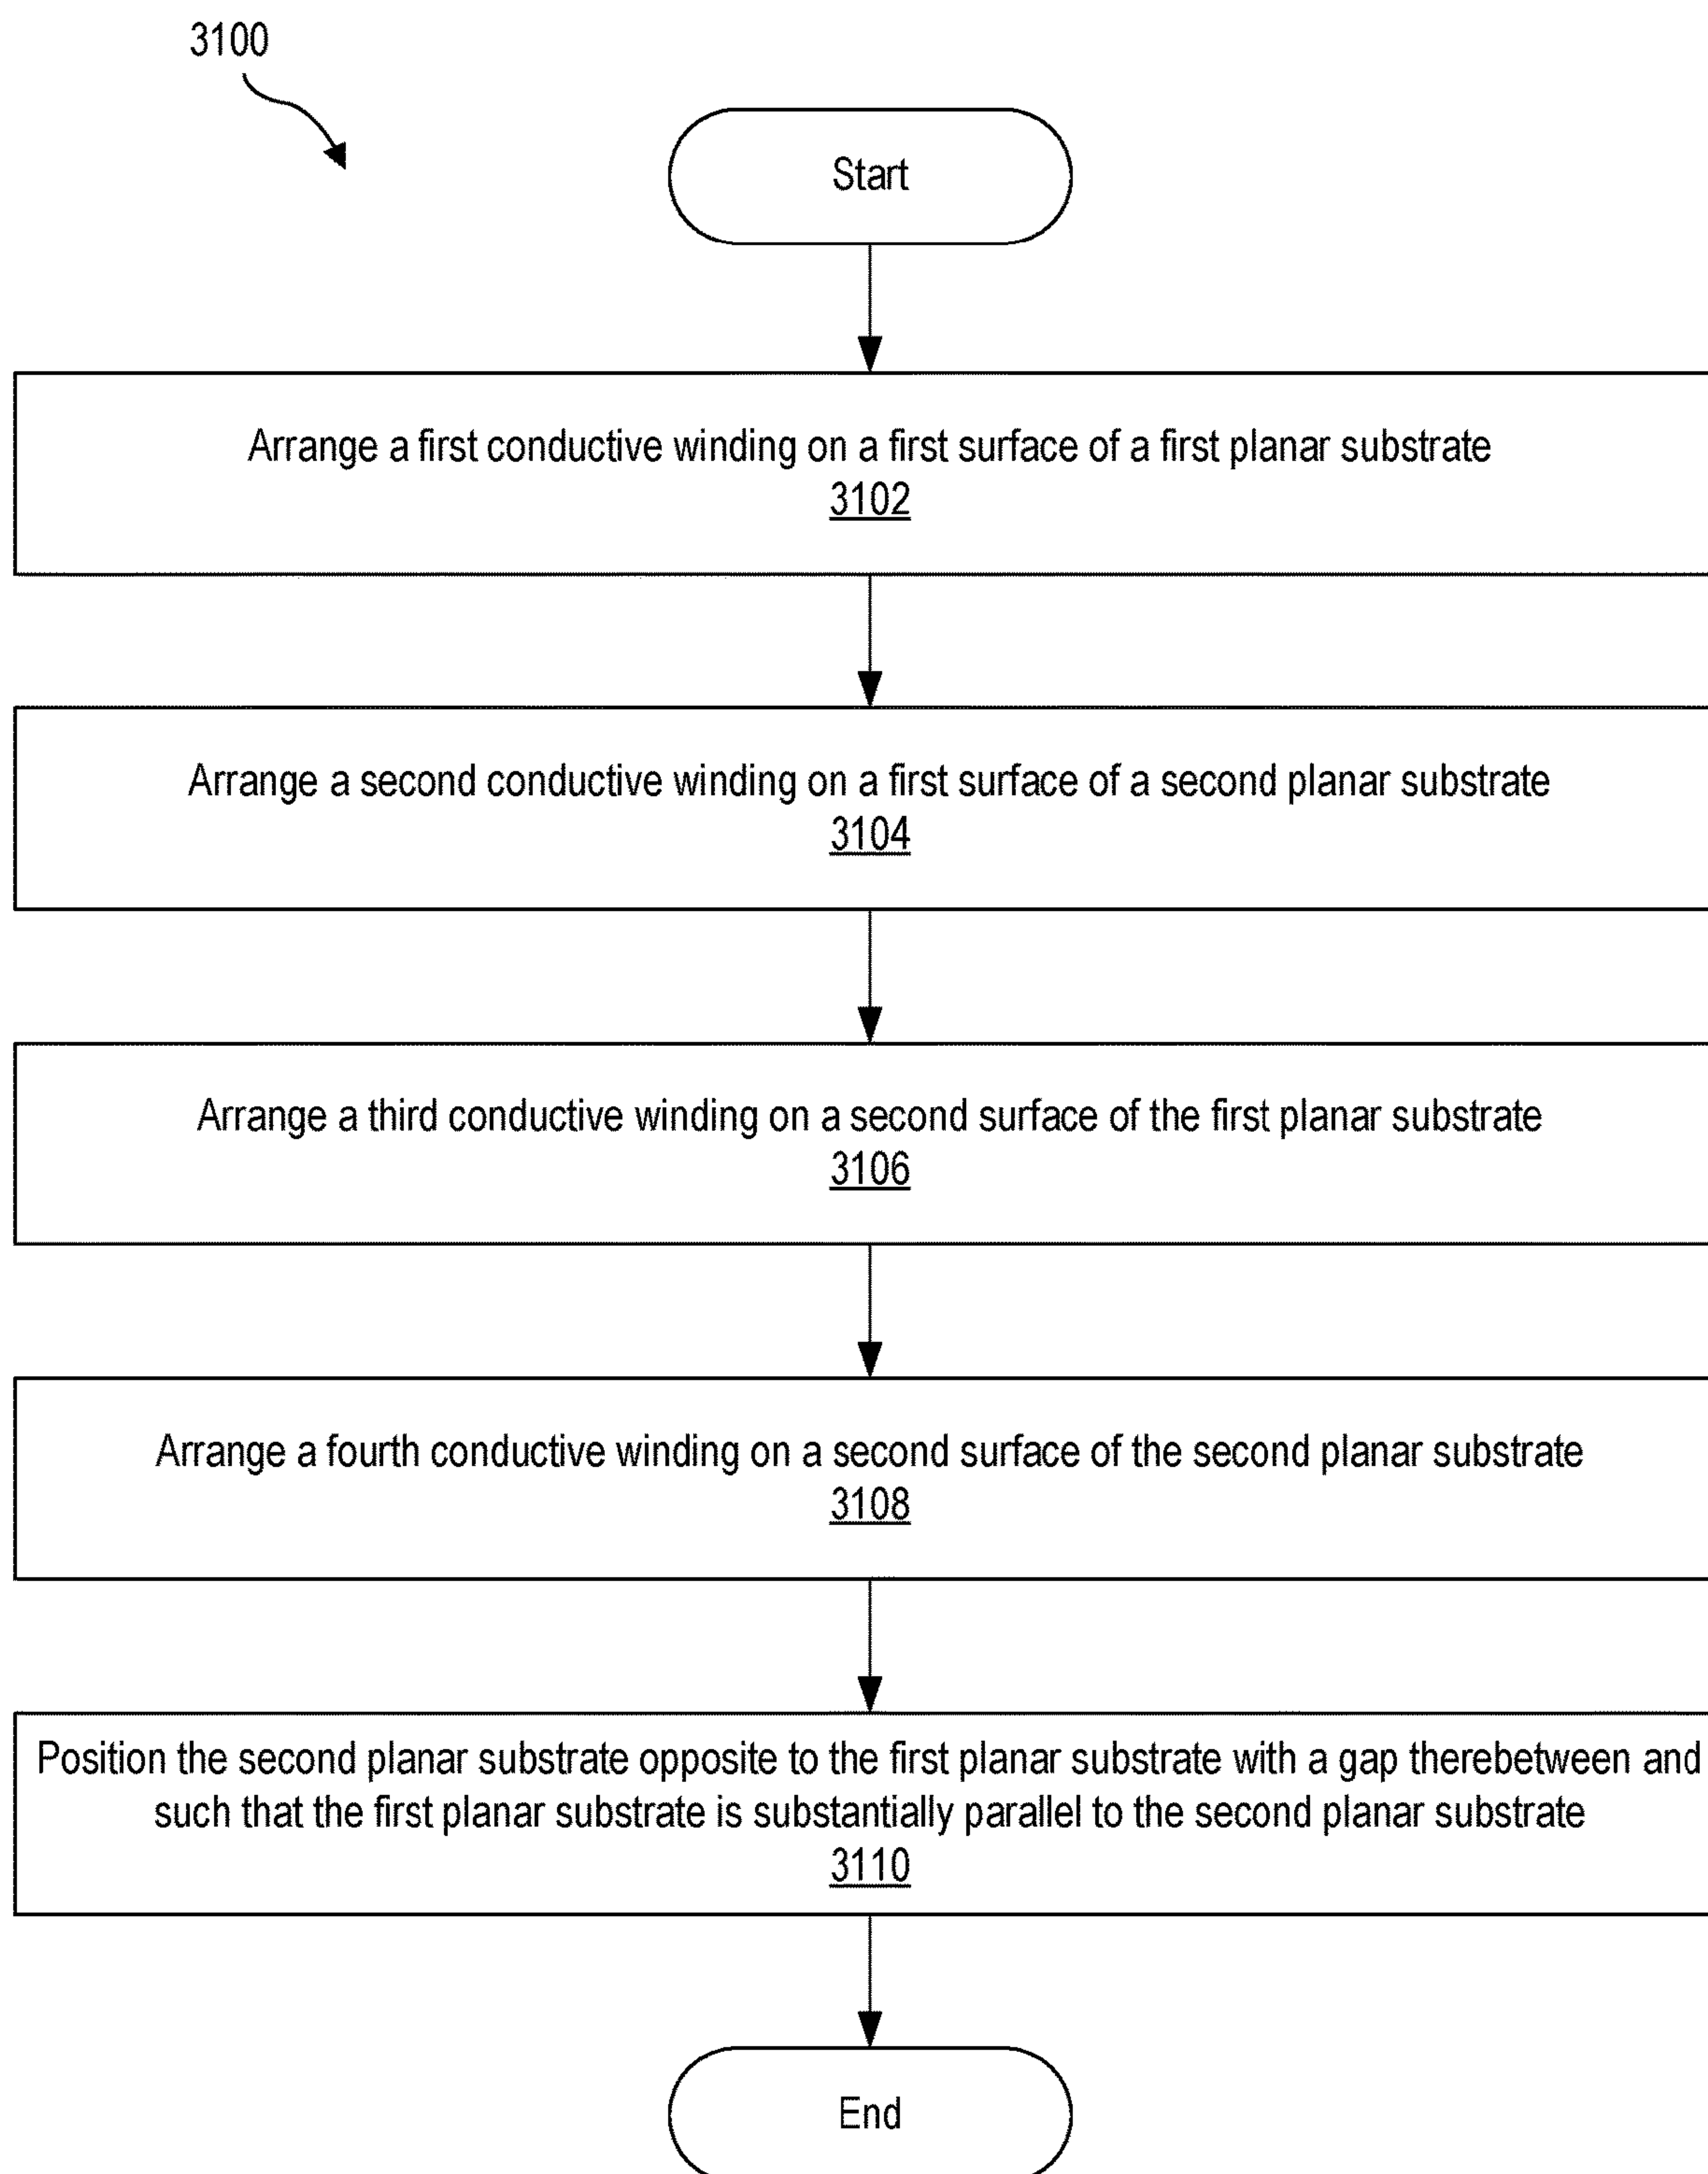 3100
Start
Arrange a first conductive winding on a first surface of a first planar substrate
3102
Arrange a second conductive winding on a first surface of a second planar substrate
3104
Arrange a third conductive winding on a second surface of the first planar substrate
3106
Arrange a fourth conductive winding on a second surface of the second planar substrate
3108
Position the second planar substrate opposite to the first planar substrate with a gap therebetween and
such that the first planar substrate is substantially parallel to the second planar substrate
3110
End